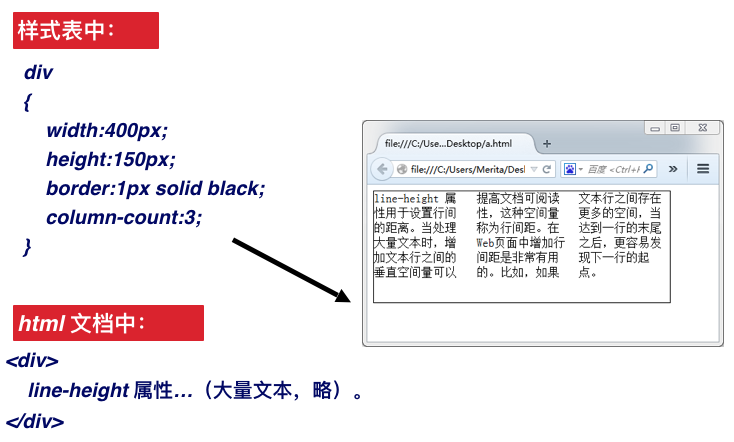 样式表中：
div
{
width:400px;
height:150px;
border:1px solid black;
column-count:3;
}
html 文档中：
<div>
line-height 属性...（大量文本，略）。
</div>
file:///C:/Use...Desktop/a.html
file:///C:/Users/Merita/Desl
百度 <Ctrl+K
line-height 属
性用于设置行间
的距离。当处理
大量文本时，增
加文本行之间的
垂直空间量可以
提高文档可阅读
性，这种空间量
称为行间距。在
Web页面中增加行
间距是非常有用
的。比如，如果
文本行之间存在
更多的空间，当
达到一行的末尾
之后，更容易发
现下一行的起
点。